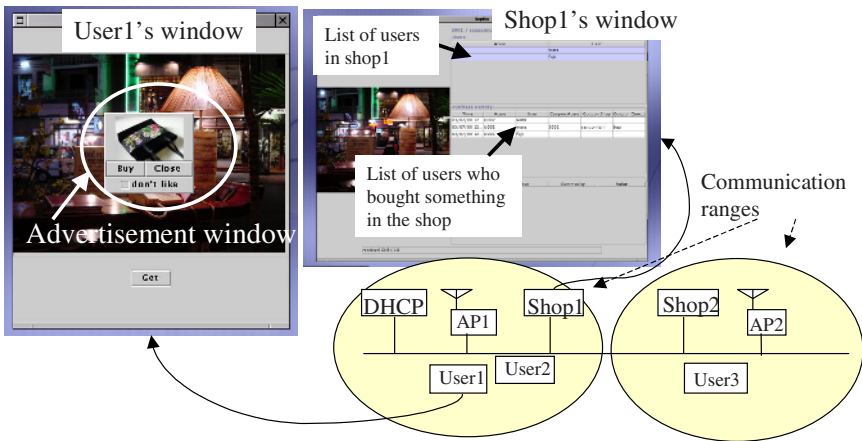 User1's window
Buy
Close
don't like
Advertisement window
Get
Shop1's window
List of users
in shop1
List of users who
bought something
in the shop
Communication
ranges
DHCP
AP1
Shop1
User1
User2
Shop2
AP2
User3